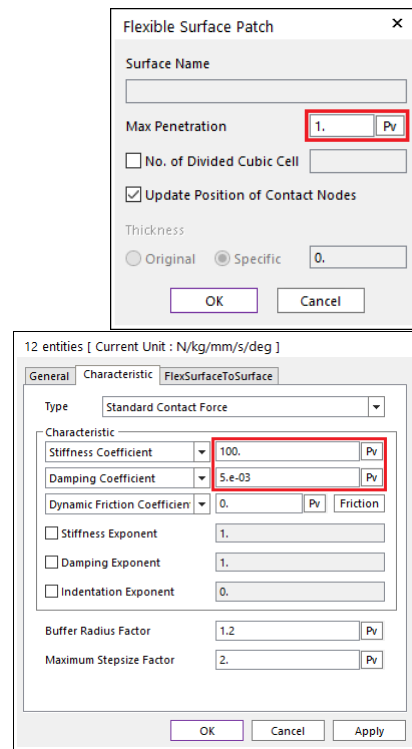 Flexible Surface Patch ×
Surface Name
Max Penetration 1. Pv
No. of Divided Cubic Cell
Update Position of Contact Nodes
Thickness
Original Specific 0.
OK Cancel
12 entities [ Current Unit : N/kg/mm/s/deg ]
General Characteristic FlexSurfaceToSurface
Type Standard Contact Force
Characteristic
Stiffness Coefficient 100. Pv
Damping Coefficient 5.e-03 Pv
Dynamic Friction Coefficien 0. Pv Friction
Stiffness Exponent 1.
Damping Exponent 1.
Indentation Exponent 0.
Buffer Radius Factor 1.2 Pv
Maximum Stepsize Factor 2. Pv
OK Cancel Apply